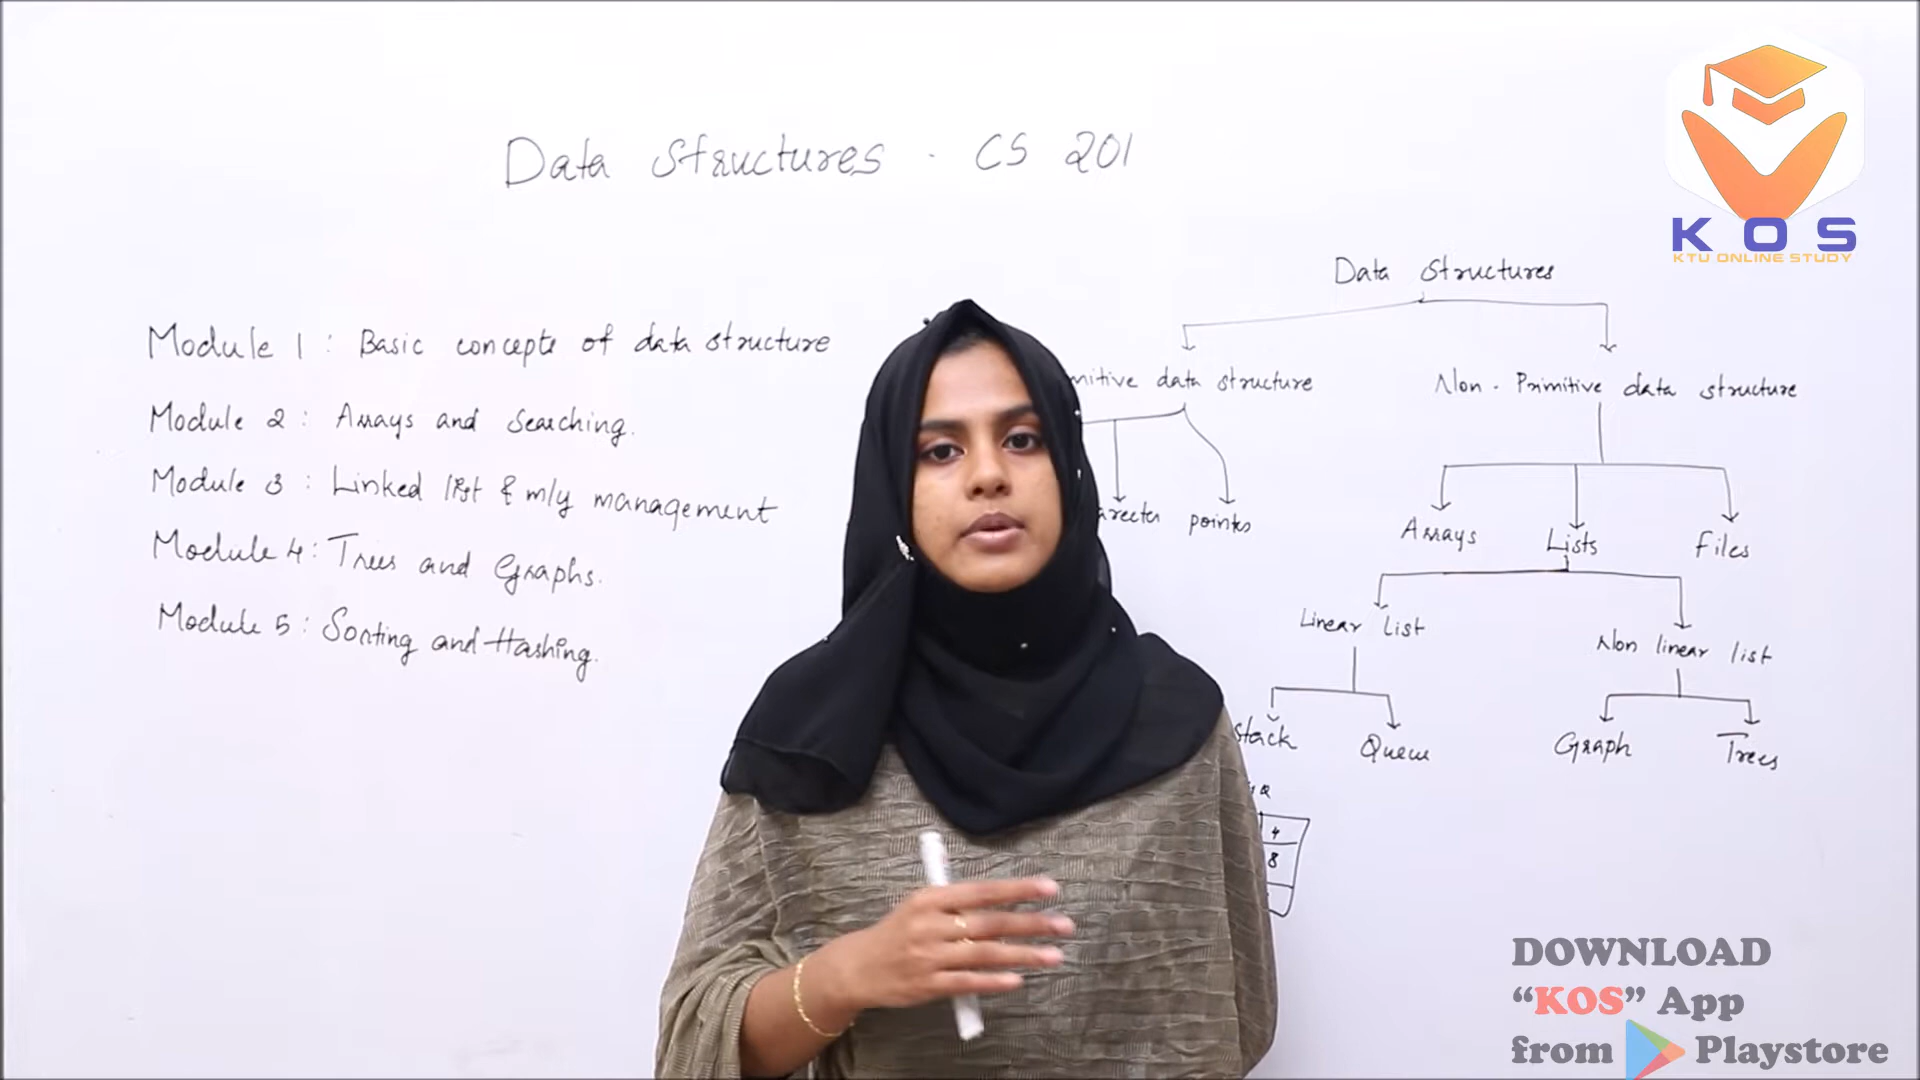 Data Structures - CS 201
Module 1 : Basic concepts of data structure
Module 2 : Arrays and Searching.
Module 3 : Linked list & m/y management
Module 4 : Trees and Graphs.
Module 5 : Sorting and Hashing.
Data Structures
mitive data structure
Non - Primitive data structure
pointer
Arrays Lists Files
Linear list
Non linear list
Stack Queue
Graph Trees
4
8
KOS
KTU ONLINE STUDY
DOWNLOAD
“KOS” App
from Playstore